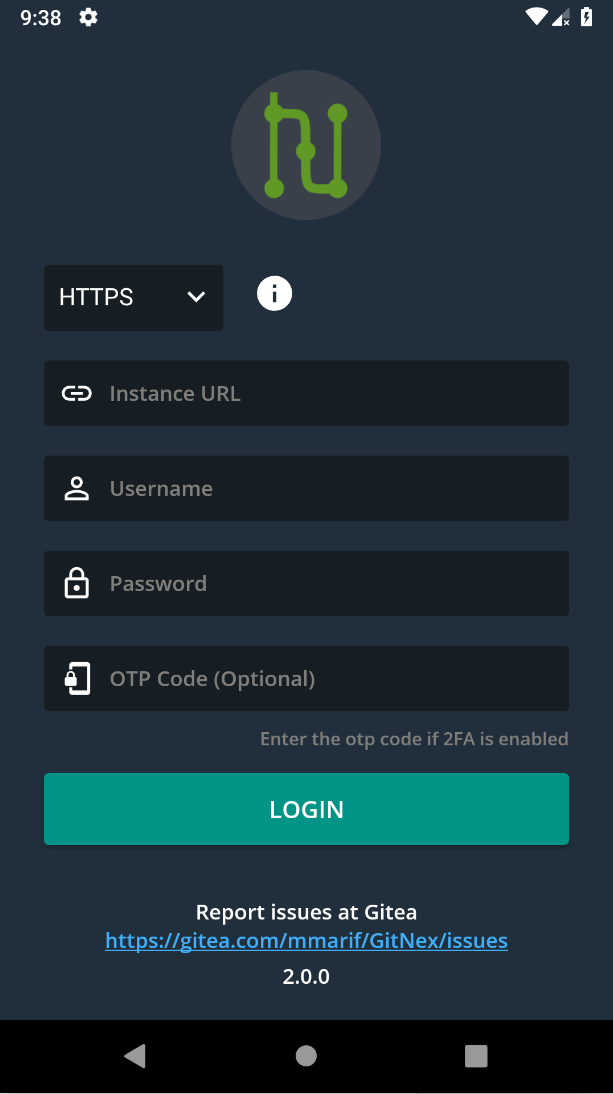 9:38
HTTPS
Instance URL
Username
Password
OTP Code (Optional)
Enter the otp code if 2FA is enabled
LOGIN
Report issues at Gitea
https://gitea.com/mmarif/GitNex/issues
2.0.0